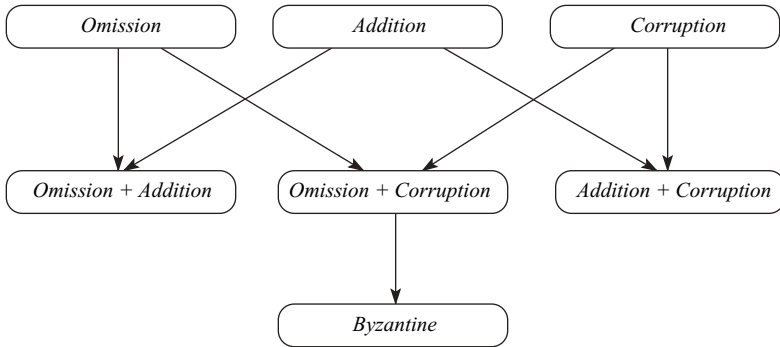 Omission
Addition
Corruption
Omission + Addition
Omission + Corruption
Addition + Corruption
Byzantine